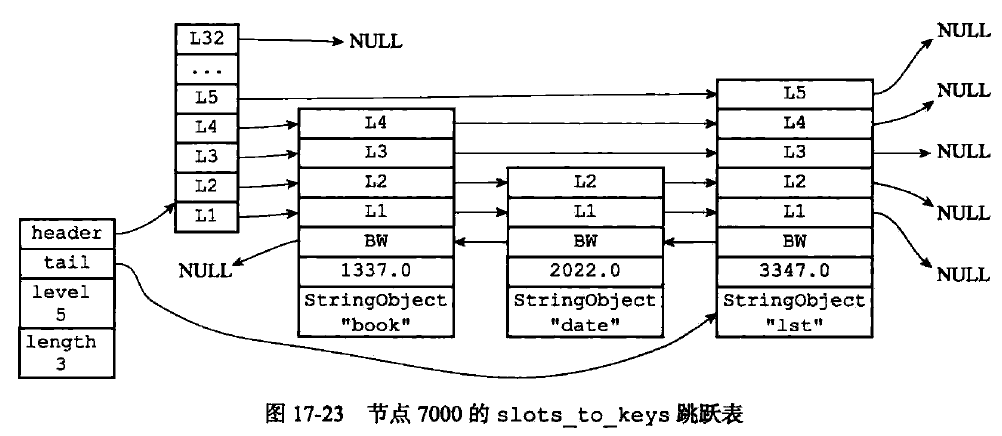 L32
NULL
...
L5
L4
L3
L2
L1
header
tail
level
5
length
3
NULL
L4
L3
L2
L1
BW
1337.0
StringObject
"book"
L2
L1
BW
2022.0
StringObject
"date"
L5
L4
L3
L2
L1
BW
3347.0
StringObject
"lst"
NULL
NULL
NULL
NULL
NULL
图 17-23 节点 7000 的 slots_to_keys 跳跃表